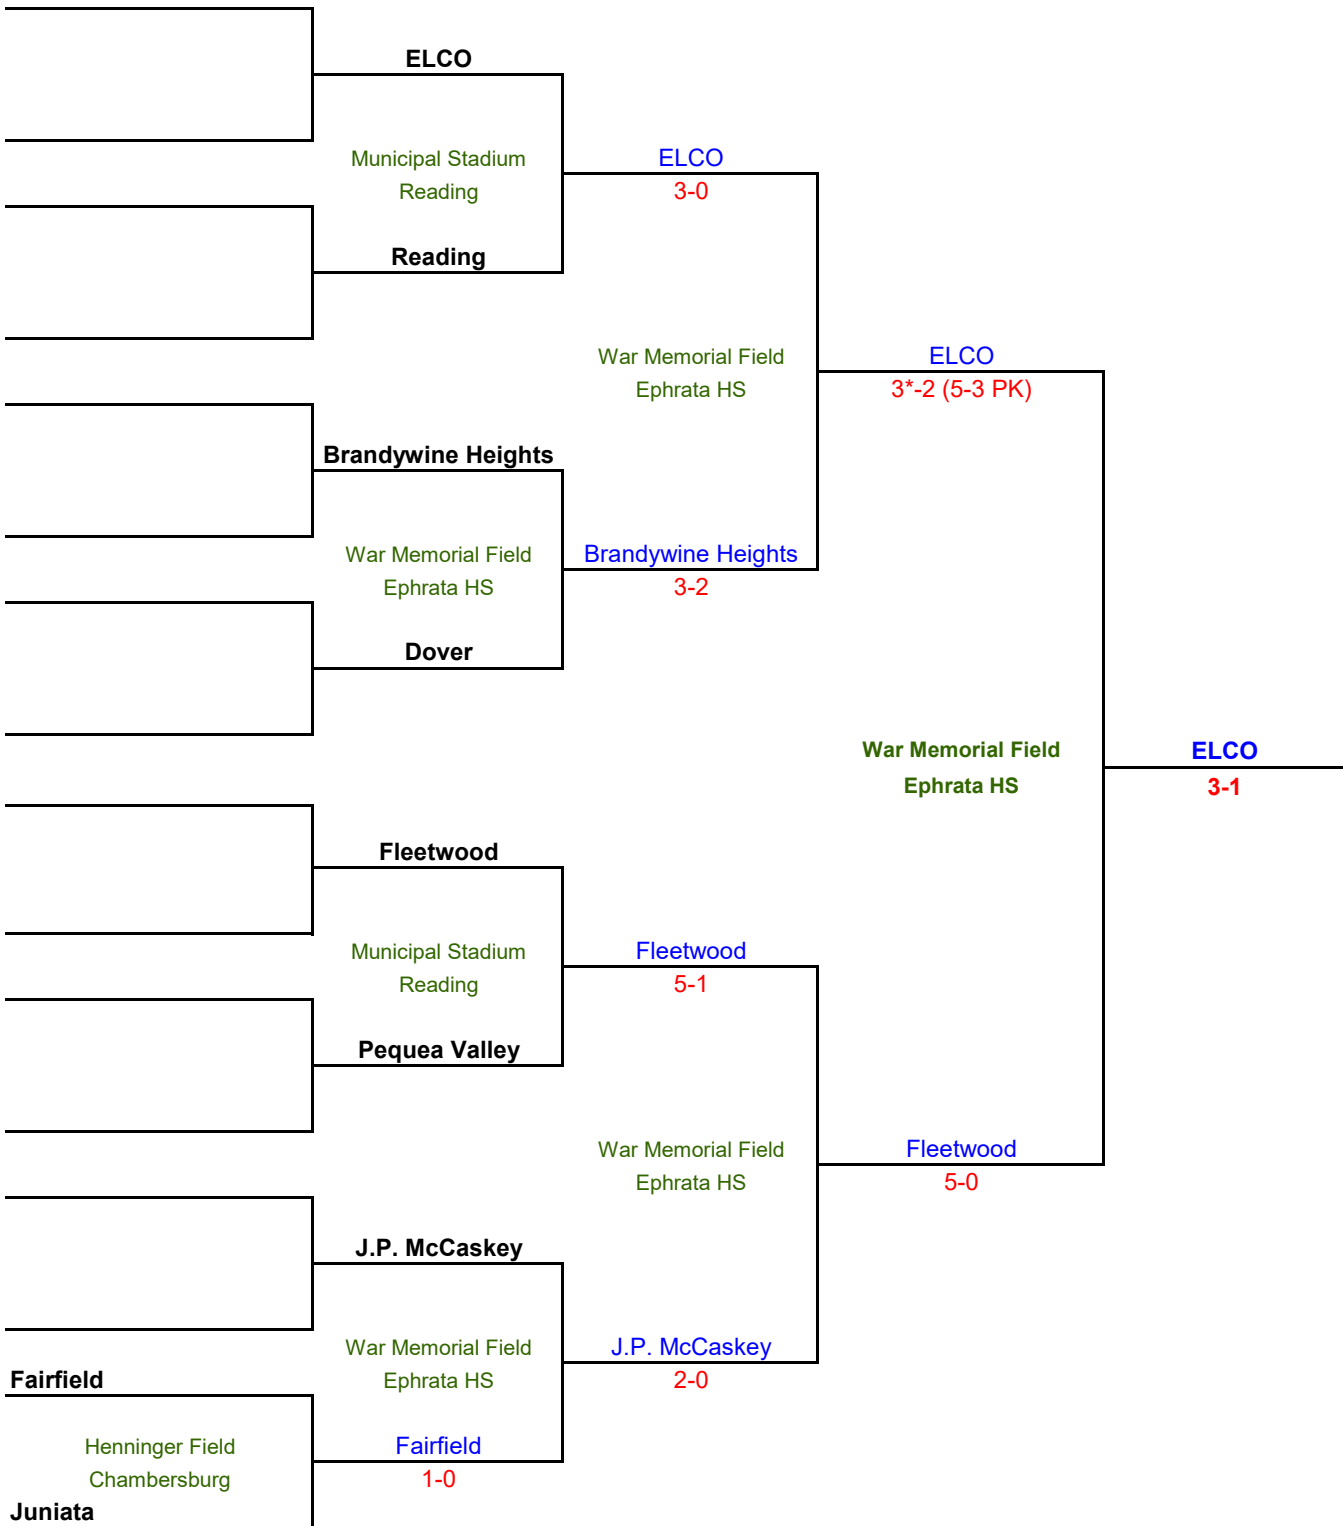 ELCO
Municipal Stadium
Reading
ELCO
3-0
Reading
War Memorial Field
Ephrata HS
ELCO
3*-2 (5-3 PK)
Brandywine Heights
War Memorial Field
Ephrata HS
Brandywine Heights
3-2
Dover
War Memorial Field
Ephrata HS
ELCO
3-1
Fleetwood
Municipal Stadium
Reading
Fleetwood
5-1
Pequea Valley
War Memorial Field
Ephrata HS
Fleetwood
5-0
J.P. McCaskey
War Memorial Field
Ephrata HS
J.P. McCaskey
2-0
Fairfield
Henninger Field
Chambersburg
Fairfield
1-0
Juniata